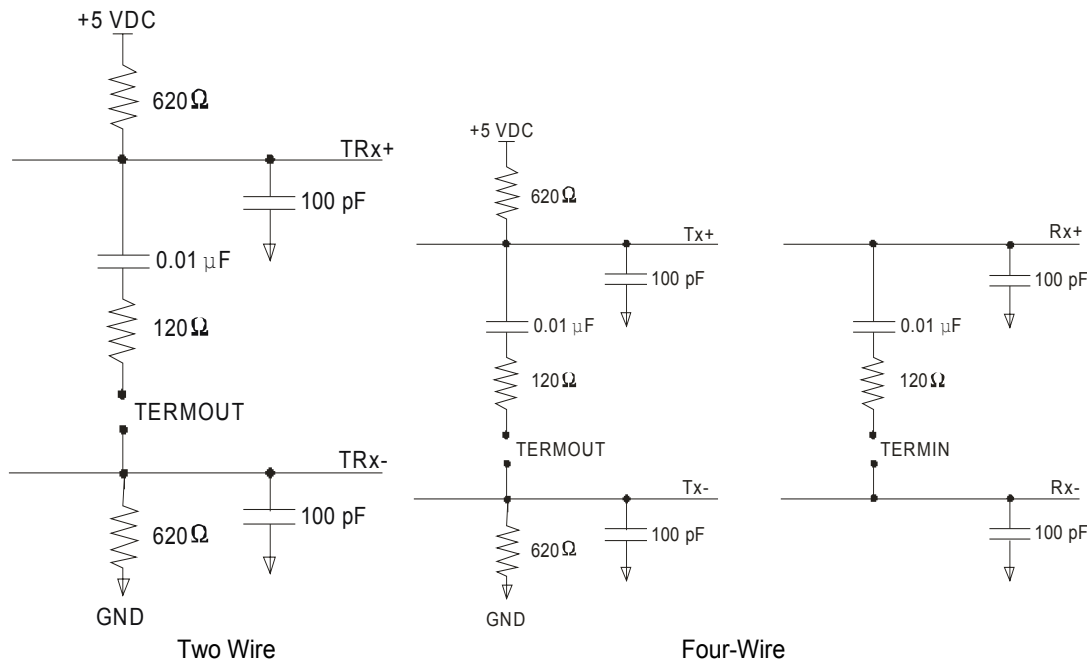 +5 VDC
620Ω
TRx+
100 pF
0.01 μF
120Ω
TERMOUT
TRx-
100 pF
620Ω
GND
Two Wire
+5 VDC
620Ω
Tx+
100 pF
0.01 μF
120Ω
TERMOUT
Tx-
100 pF
620Ω
GND
Rx+
100 pF
0.01 μF
120Ω
TERMIN
Rx-
100 pF
Four-Wire